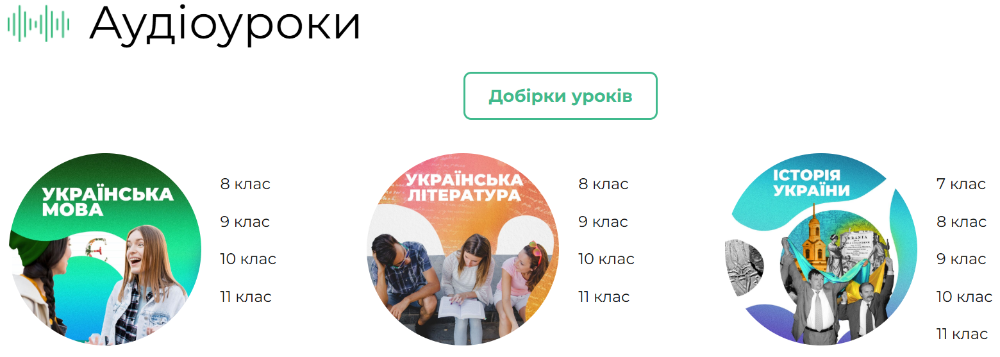 Аудіоуроки
Добірки уроків
УКРАЇНСЬКА
МОВА
Є
8 клас
9 клас
10 клас
11 клас
УКРАЇНСЬКА
ЛІТЕРАТУРА
8 клас
9 клас
10 клас
11 клас
ІСТОРІЯ
УКРАЇНИ
VKRANIA
7 клас
8 клас
9 клас
10 клас
11 клас